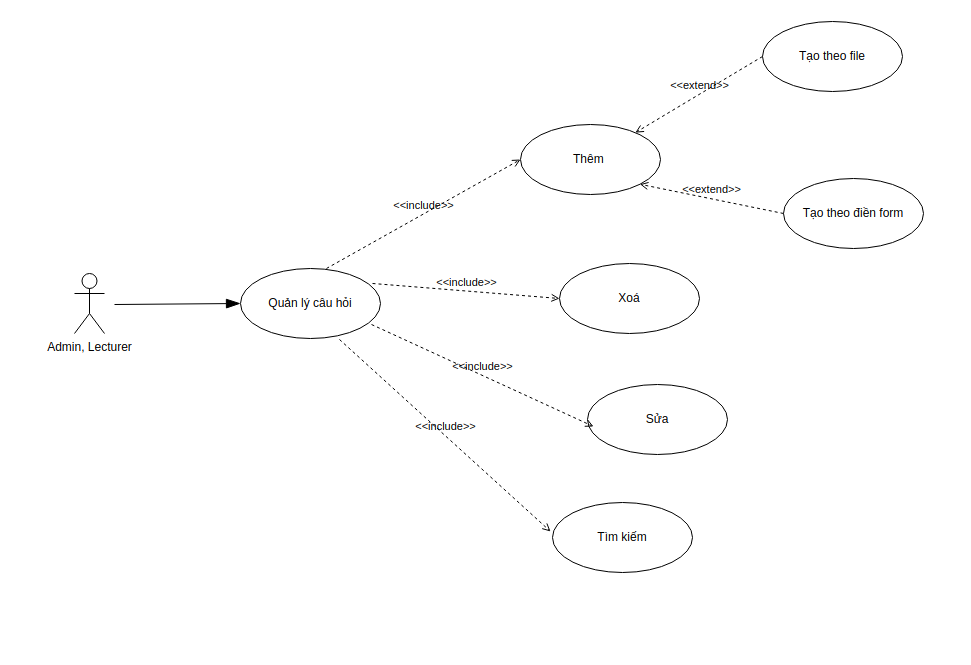 Tạo theo file
<<extend>>
Thêm
<<extend>>
Tạo theo điền form
<<include>>
<<include>>
Xoá
Quản lý câu hỏi
Admin, Lecturer
<<include>>
Sửa
<<include>>
Tìm kiếm